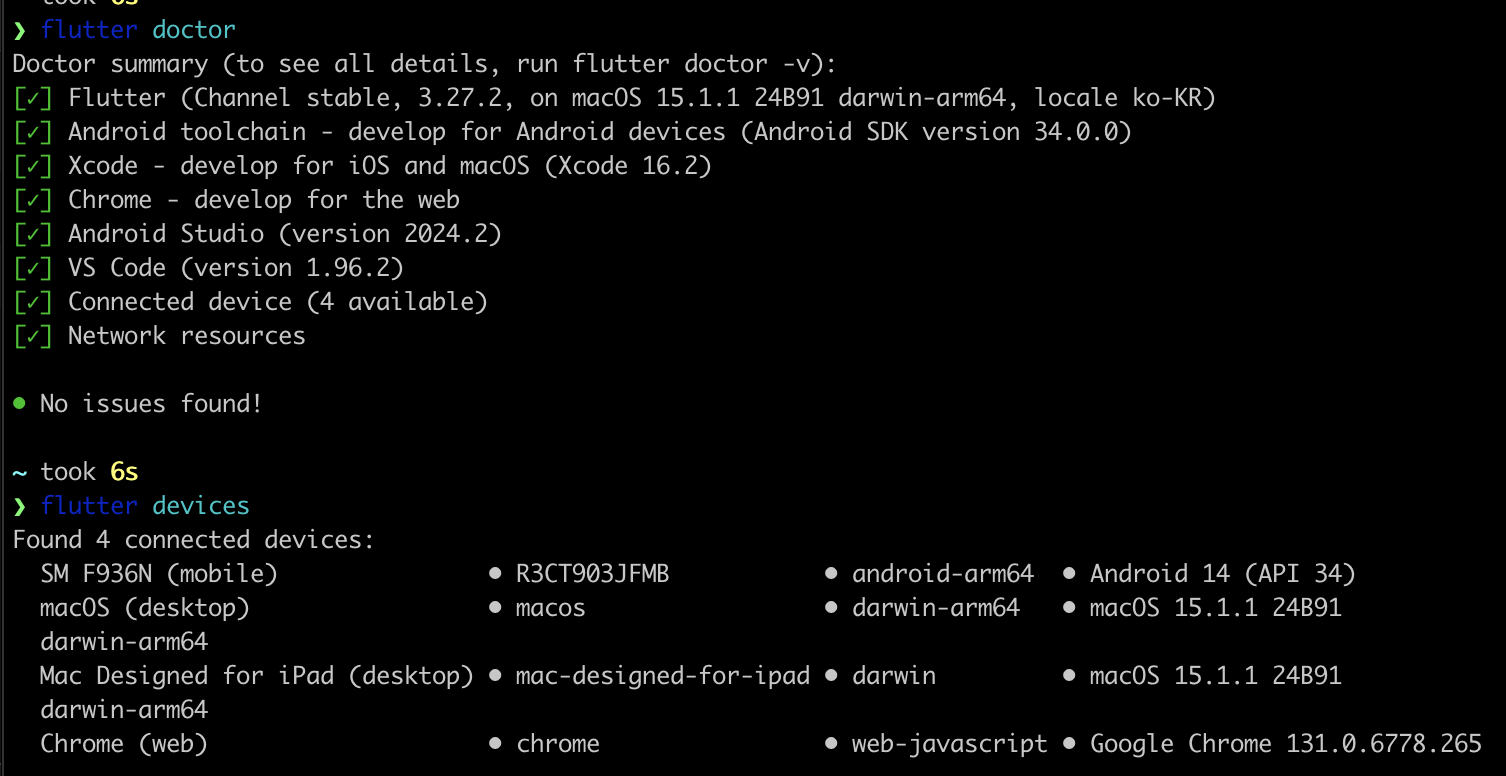 took 6s
❯ flutter doctor
Doctor summary (to see all details, run flutter doctor -v):
[✓] Flutter (Channel stable, 3.27.2, on macOS 15.1.1 24B91 darwin-arm64, locale ko-KR)
[✓] Android toolchain - develop for Android devices (Android SDK version 34.0.0)
[✓] Xcode - develop for iOS and macOS (Xcode 16.2)
[✓] Chrome - develop for the web
[✓] Android Studio (version 2024.2)
[✓] VS Code (version 1.96.2)
[✓] Connected device (4 available)
[✓] Network resources
● No issues found!
~ took 6s
❯ flutter devices
Found 4 connected devices:
SM F936N (mobile) • R3CT903JFMB • android-arm64 • Android 14 (API 34)
macOS (desktop) • macos • darwin-arm64 • macOS 15.1.1 24B91
darwin-arm64
Mac Designed for iPad (desktop) • mac-designed-for-ipad • darwin • macOS 15.1.1 24B91
darwin-arm64
Chrome (web) • chrome • web-javascript • Google Chrome 131.0.6778.265